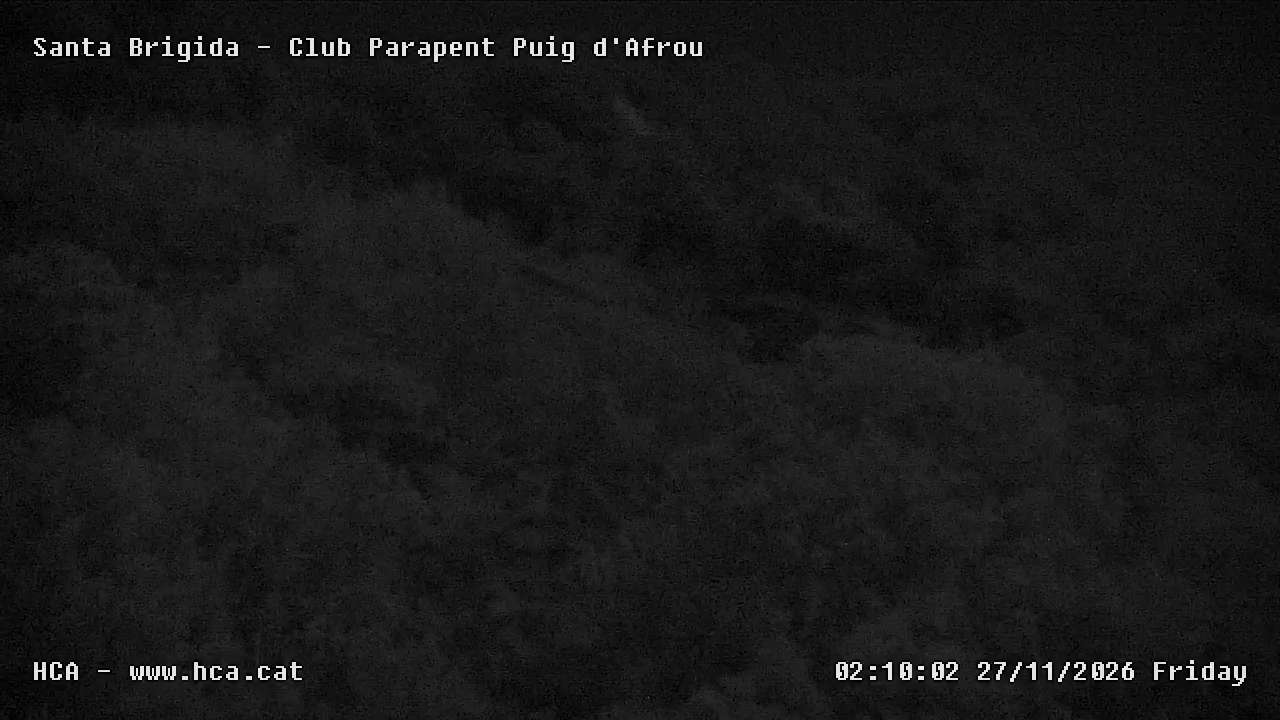 Santa Brigida - Club Parapent Puig d'Afrou
HCA - www.hca.cat
02:10:02 27/11/2026 Friday